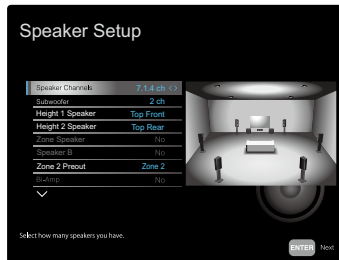 Speaker Setup
Speaker Channels 7.1.4 ch < >
Subwoofer 2 ch
Height 1 Speaker Top Front
Height 2 Speaker Top Rear
Zone Speaker No
Speaker B No
Zone 2 Preout Zone 2
Bi-Amp No
Select how many speakers you have.
ENTER Next